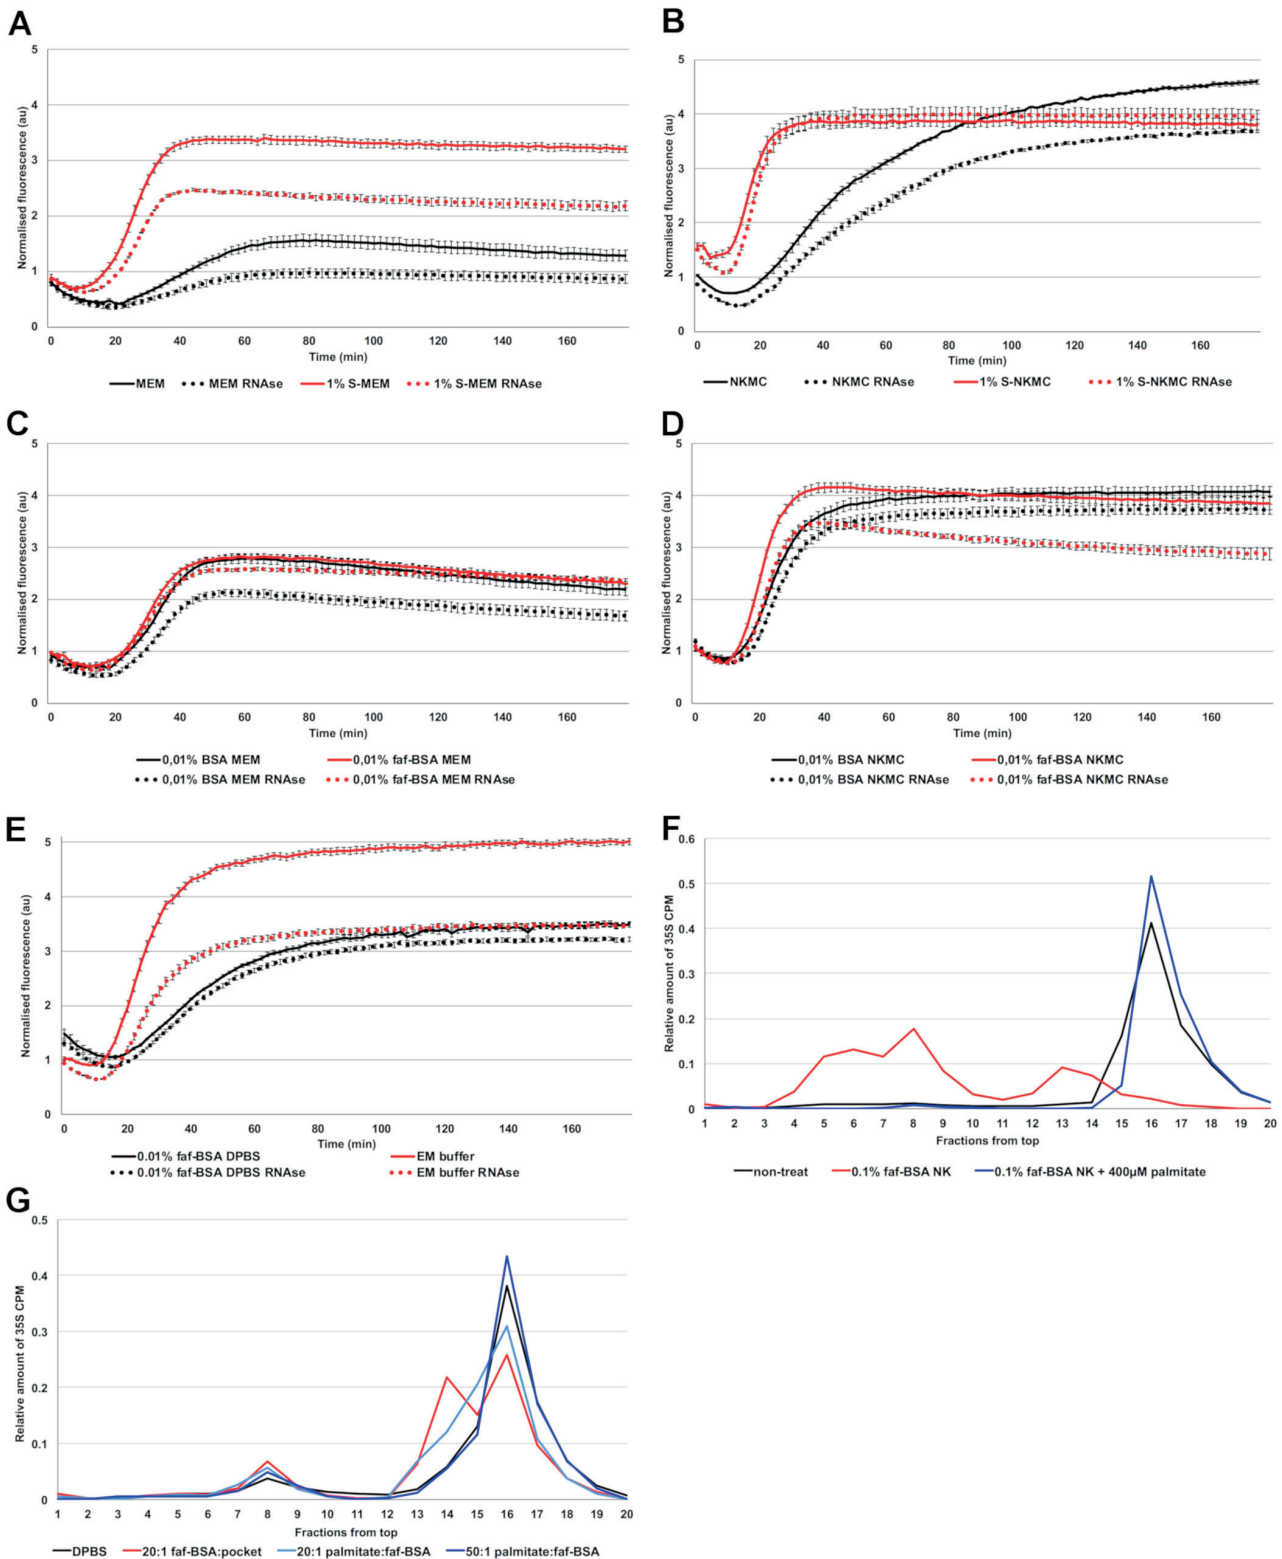 A
Normalised fluorescence (au)
5
4
3
2
1
0
0 20 40 60 80 100 120 140 160
Time (min)
MEM MEM RNAse 1% S-MEM 1% S-MEM RNAse
B
Normalised fluorescence (au)
5
4
3
2
1
0
0 20 40 60 80 100 120 140 160
Time (min)
NKMC NKMC RNAse 1% S-NKMC 1% S-NKMC RNAse
C
Normalised fluorescence (au)
5
4
3
2
1
0
0 20 40 60 80 100 120 140 160
Time (min)
0,01% BSA MEM 0,01% faf-BSA MEM
0,01% BSA MEM RNAse 0,01% faf-BSA MEM RNAse
D
Normalised fluorescence (au)
5
4
3
2
1
0
0 20 40 60 80 100 120 140 160
Time (min)
0,01% BSA NKMC 0,01% faf-BSA NKMC
0,01% BSA NKMC RNAse 0,01% faf-BSA NKMC RNAse
E
Normalised fluorescence (au)
5
4
3
2
1
0
0 20 40 60 80 100 120 140 160
Time (min)
0.01% faf-BSA DPBS EM buffer
0.01% faf-BSA DPBS RNAse EM buffer RNAse
F
Relative amount of 35S CPM
0.6
0.5
0.4
0.3
0.2
0.1
0
1 2 3 4 5 6 7 8 9 10 11 12 13 14 15 16 17 18 19 20
Fractions from top
non-treat 0.1% faf-BSA NK 0.1% faf-BSA NK + 400µM palmitate
G
Relative amount of 35S CPM
0.5
0.4
0.3
0.2
0.1
0
1 2 3 4 5 6 7 8 9 10 11 12 13 14 15 16 17 18 19 20
Fractions from top
DPBS 20:1 faf-BSA:pocket 20:1 palmitate:faf-BSA 50:1 palmitate:faf-BSA